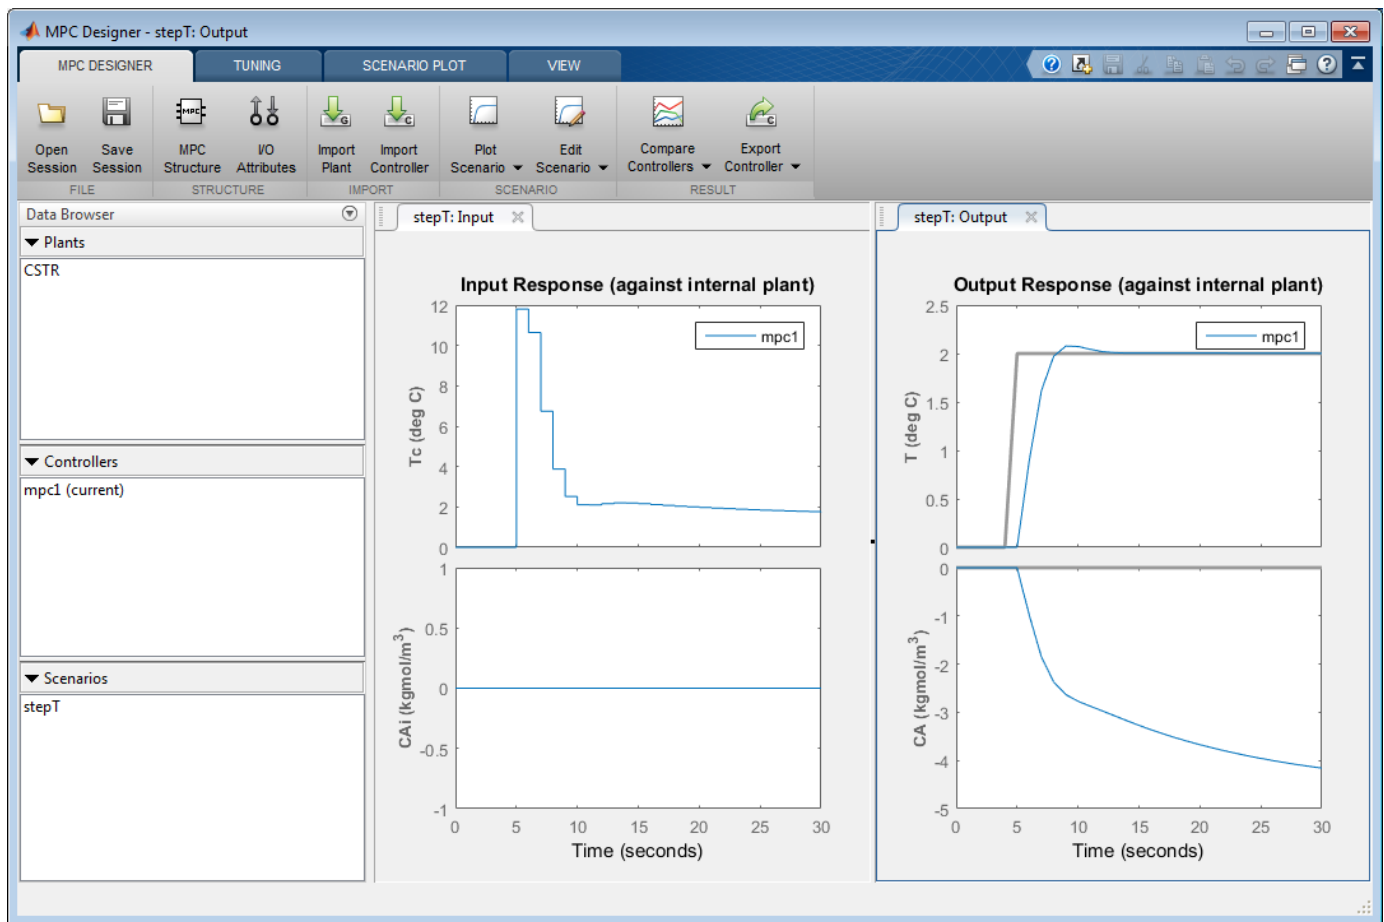 MPC Designer - stepT: Output
MPC DESIGNER TUNING SCENARIO PLOT VIEW
MPC G C C
Open Session Save Session MPC Structure I/O Attributes Import Plant Import Controller Plot Scenario Edit Scenario Compare Controllers Export Controller
FILE STRUCTURE IMPORT SCENARIO RESULT
Data Browser
Plants
CSTR
Controllers
mpc1 (current)
Scenarios
stepT
stepT: Input
Input Response (against internal plant)
mpc1
Tc (deg C)
12
10
8
6
4
2
0
CAi (kgmol/m³)
1
0.5
0
-0.5
-1
0 5 10 15 20 25 30
Time (seconds)
stepT: Output
Output Response (against internal plant)
mpc1
T (deg C)
2.5
2
1.5
1
0.5
0
CA (kgmol/m³)
0
-1
-2
-3
-4
-5
0 5 10 15 20 25 30
Time (seconds)